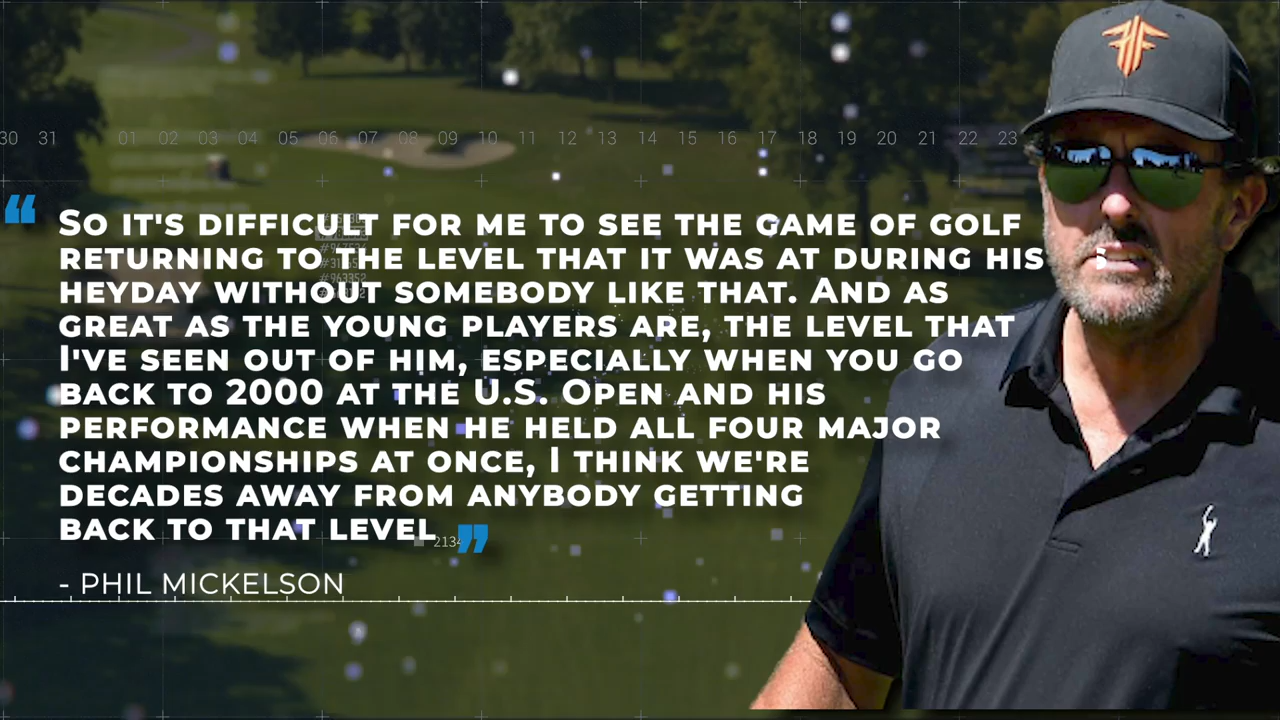 30 31 01 02 03 04 05 06 07 08 09 10 11 12 13 14 15 16 17 18 19 20 21 22 23
“So it's difficult for me to see the game of golf
returning to the level that it was at during his
heyday without somebody like that. And as
great as the young players are, the level that
I've seen out of him, especially when you go
back to 2000 at the U.S. Open and his
performance when he held all four major
championships at once, I think we're
decades away from anybody getting
back to that level”
2134
- PHIL MICKELSON